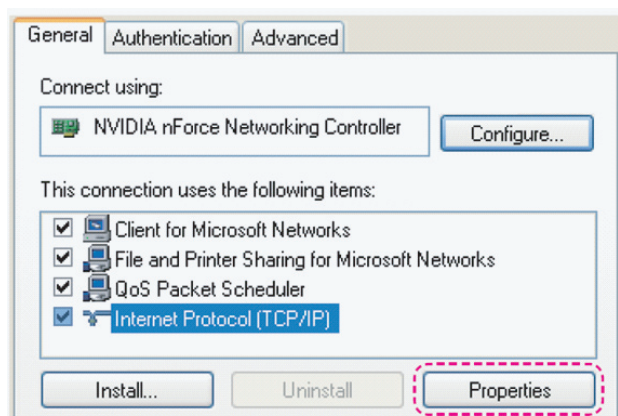 General Authentication Advanced
Connect using:
NVIDIA nForce Networking Controller
Configure...
This connection uses the following items:
Client for Microsoft Networks
File and Printer Sharing for Microsoft Networks
QoS Packet Scheduler
Internet Protocol (TCP/IP)
Install... Uninstall Properties